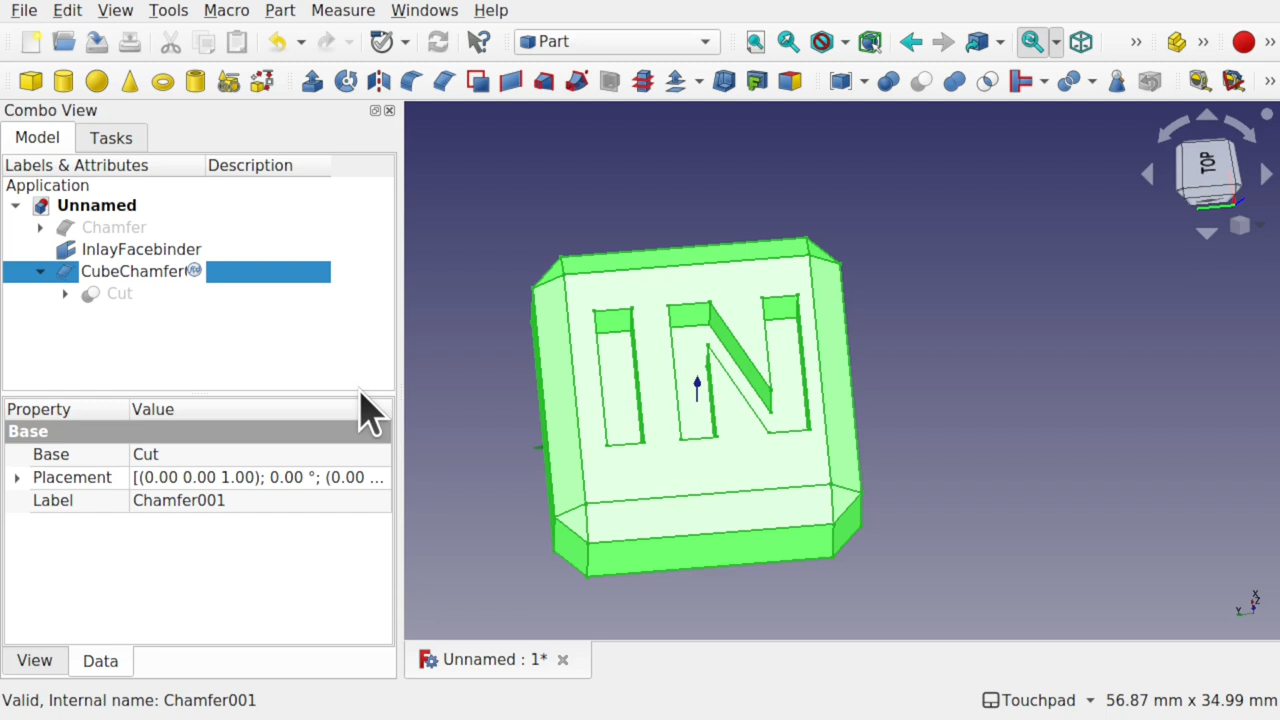 File Edit View Tools Macro Part Measure Windows Help
Part
Combo View
Model Tasks
Labels & Attributes Description
Application
Unnamed
Chamfer
InlayFacebinder
CubeChamfer
Cut
Property Value
Base
Base Cut
Placement [(0.00 0.00 1.00); 0.00 °; (0.00 ...
Label Chamfer001
View Data
TOP
IN
X
Z
Y
Unnamed : 1*
Valid, Internal name: Chamfer001
Touchpad 56.87 mm x 34.99 mm